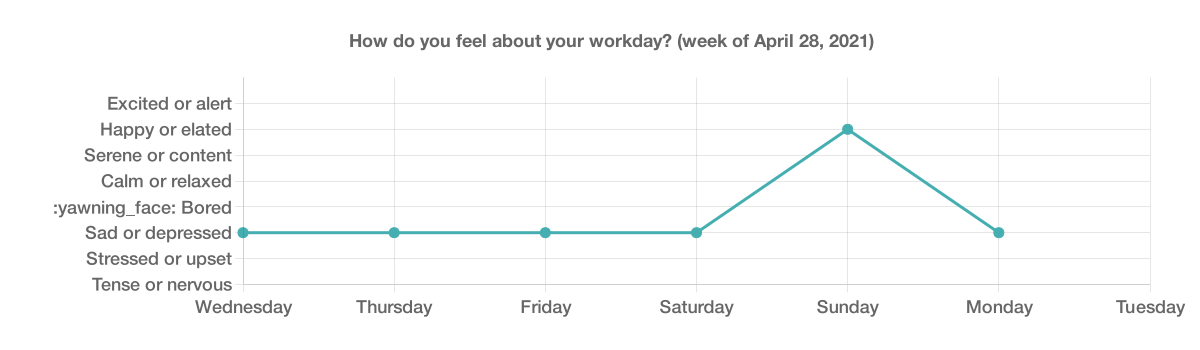 How do you feel about your workday? (week of April 28, 2021)
Excited or alert
Happy or elated
Serene or content
Calm or relaxed
:yawning_face: Bored
Sad or depressed
Stressed or upset
Tense or nervous
Wednesday Thursday Friday Saturday Sunday Monday Tuesday